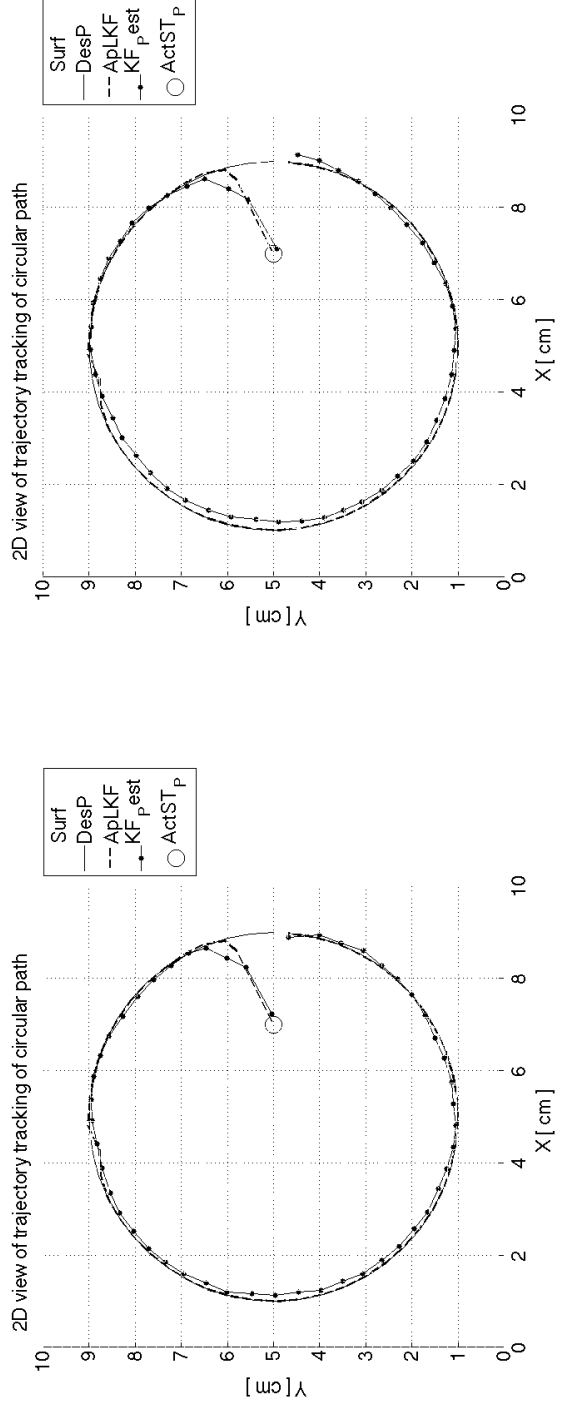 2D view of trajectory tracking of circular path
10
9
8
7
6
5
4
3
2
1
0
Y [ cm ]
0 2 4 6 8 10
X [ cm ]
Surf
DesP
ApLKF
KF_P est
ActST_P
2D view of trajectory tracking of circular path
10
9
8
7
6
5
4
3
2
1
0
Y [ cm ]
0 2 4 6 8 10
X [ cm ]
Surf
DesP
ApLKF
KF_P est
ActST_P